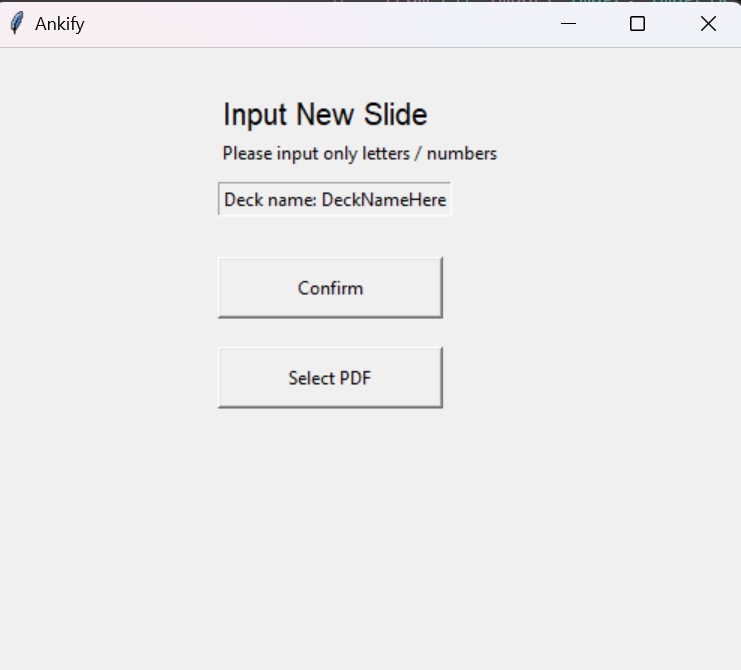 Ankify
Input New Slide
Please input only letters / numbers
Deck name: DeckNameHere
Confirm
Select PDF